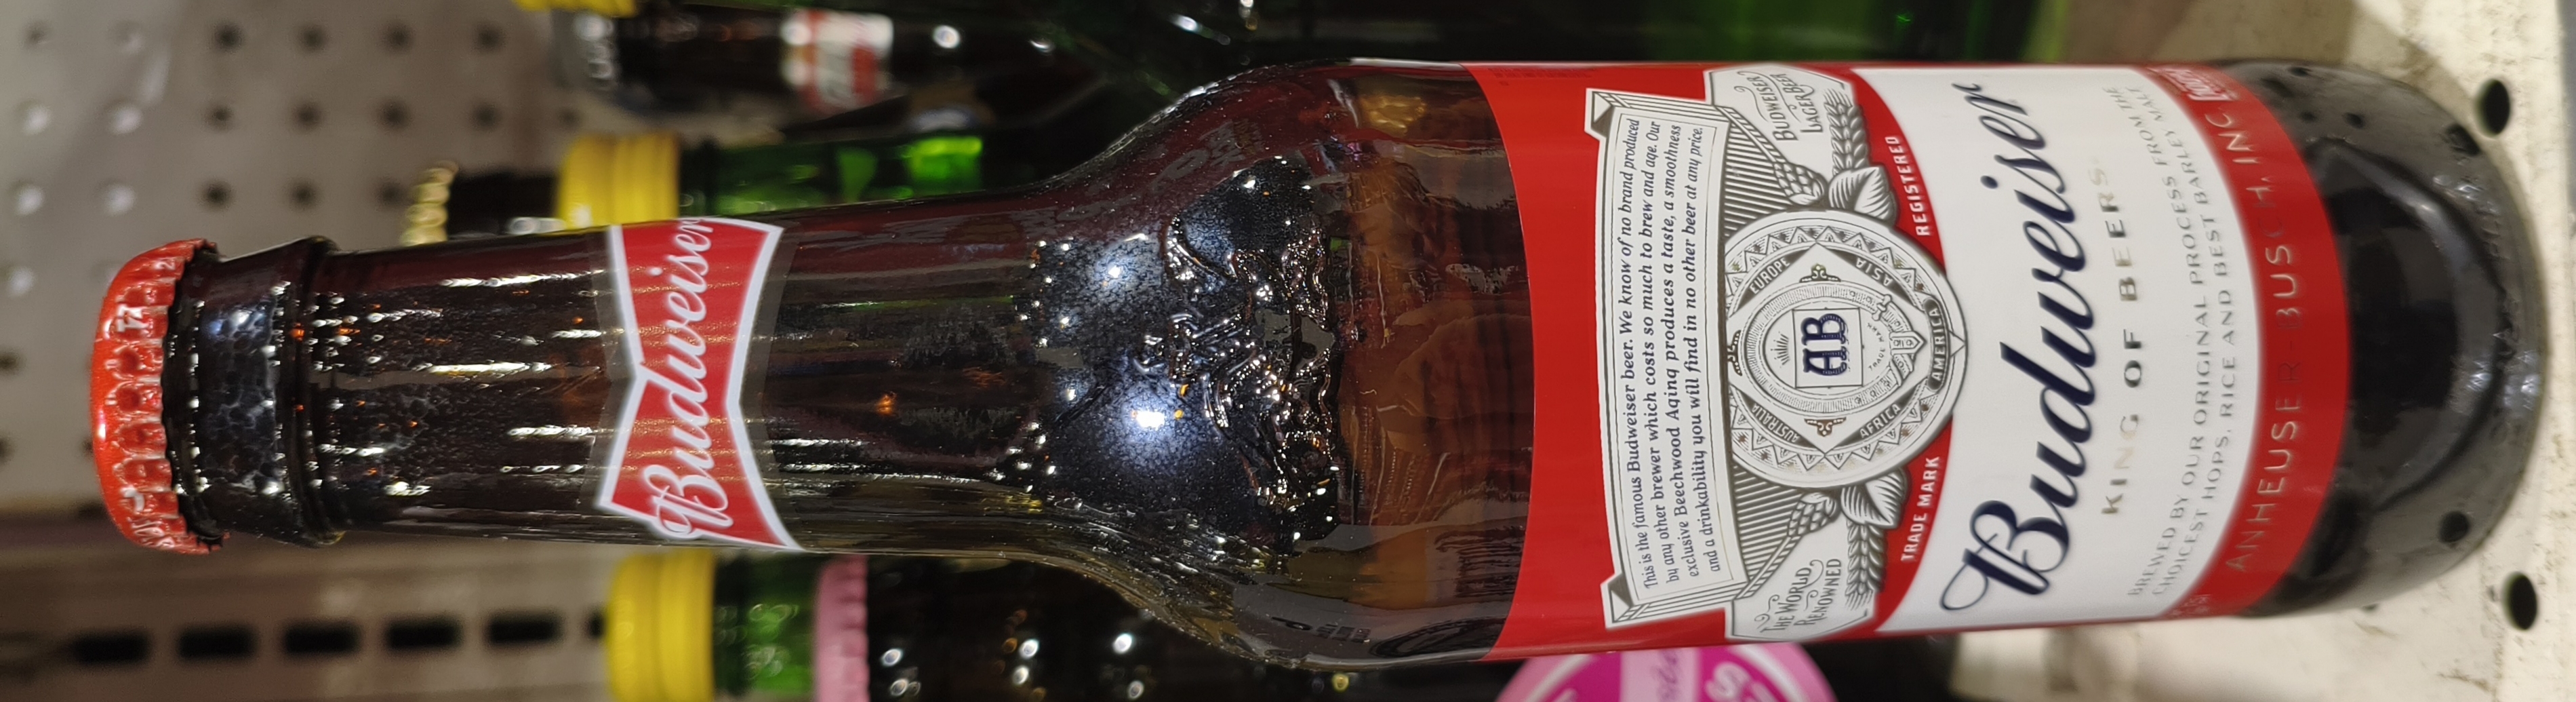 Budweiser
This is the famous Budweiser beer. We know of no brand produced
by any other brewer which costs so much to brew and age. Our
exclusive Beechwood Aging produces a taste, a smoothness
and a drinkability you will find in no other beer at any price.
THE WORLD
RENOWNED
BUDWEISER
LAGER BEER
EUROPE
ASIA
AUSTRALIA
AB
TRADE MARK
AFRICA
AMERICA
TRADE MARK
REGISTERED
Budweiser
KING OF BEERS
BREWED BY OUR ORIGINAL PROCESS FROM THE
CHOICEST HOPS, RICE AND BEST BARLEY MALT
ANHEUSER-BUSCH, INC